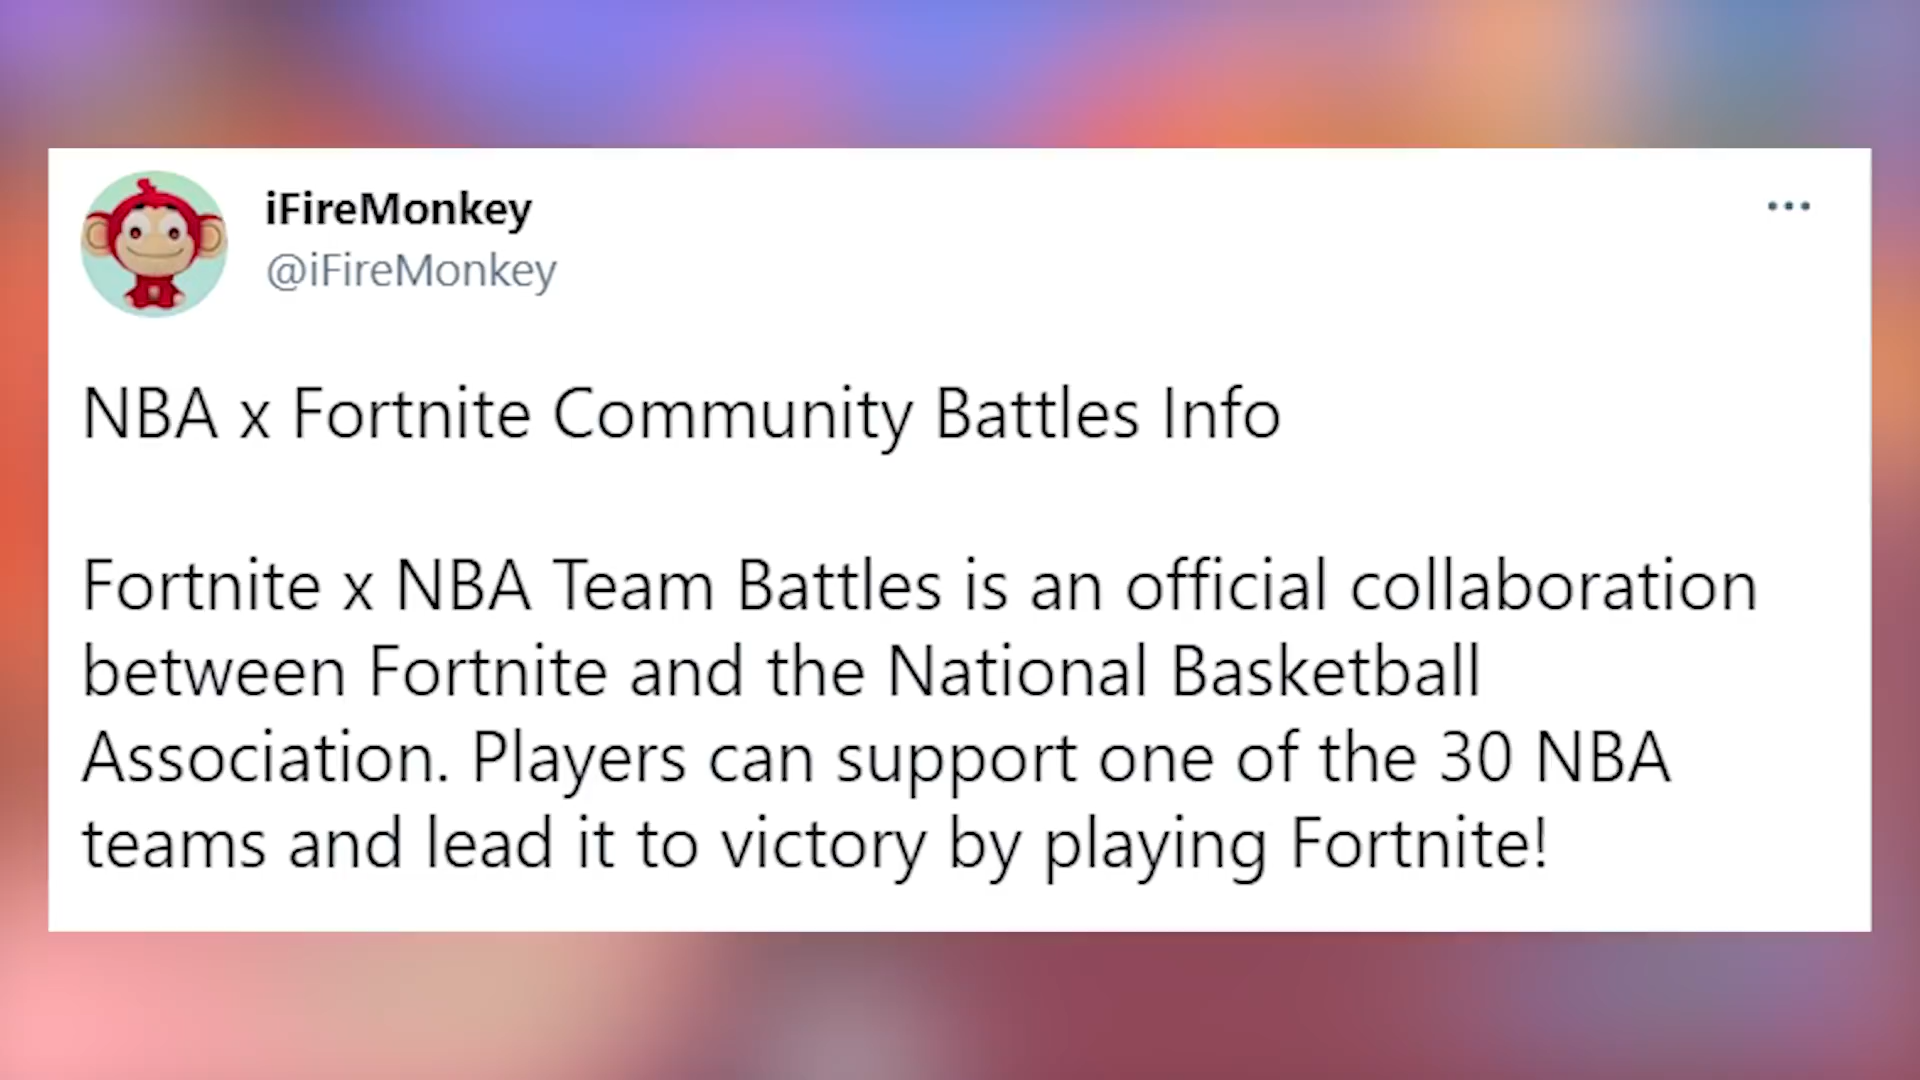 iFireMonkey
@iFireMonkey
NBA x Fortnite Community Battles Info
Fortnite x NBA Team Battles is an official collaboration
between Fortnite and the National Basketball
Association. Players can support one of the 30 NBA
teams and lead it to victory by playing Fortnite!